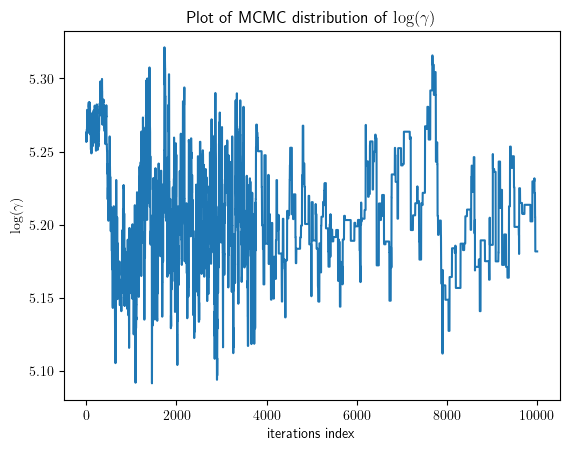 Plot of MCMC distribution of log(γ)
5.30
5.25
5.20
5.15
5.10
log(γ)
0 2000 4000 6000 8000 10000
iterations index